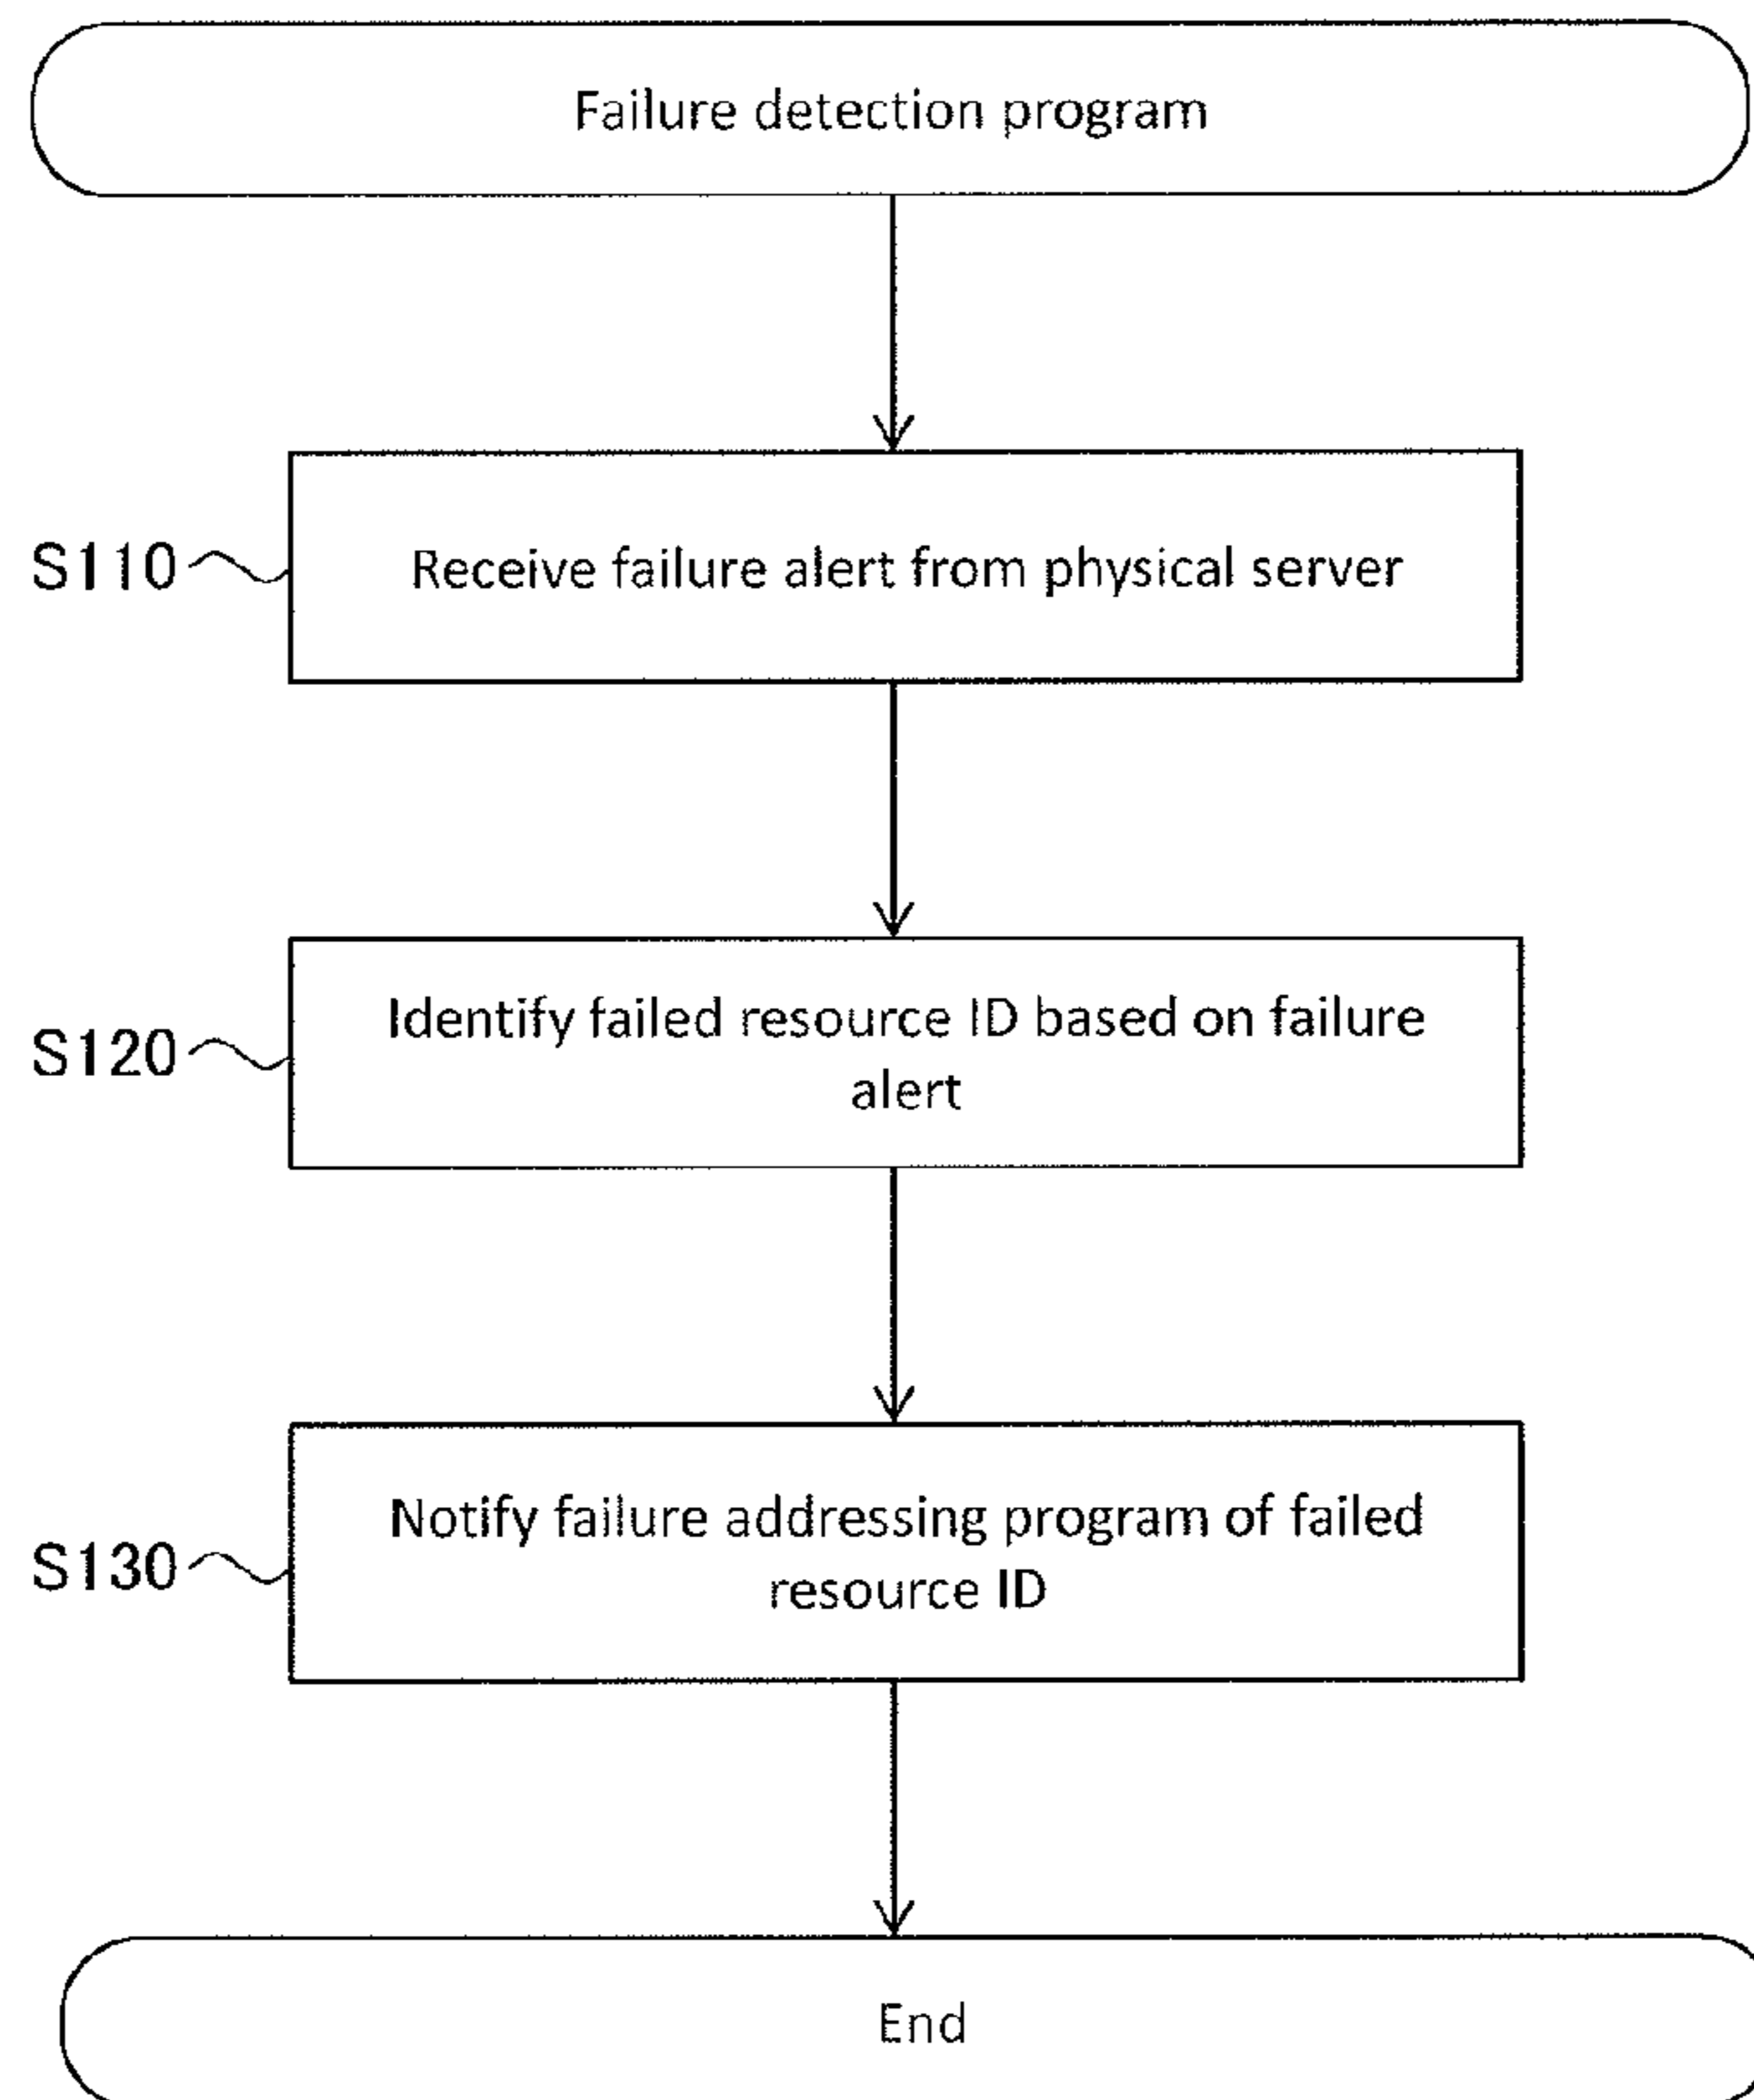 Failure detection program
S110
Receive failure alert from physical server
S120
Identify failed resource ID based on failure
alert
S130
Notify failure addressing program of failed
resource ID
End